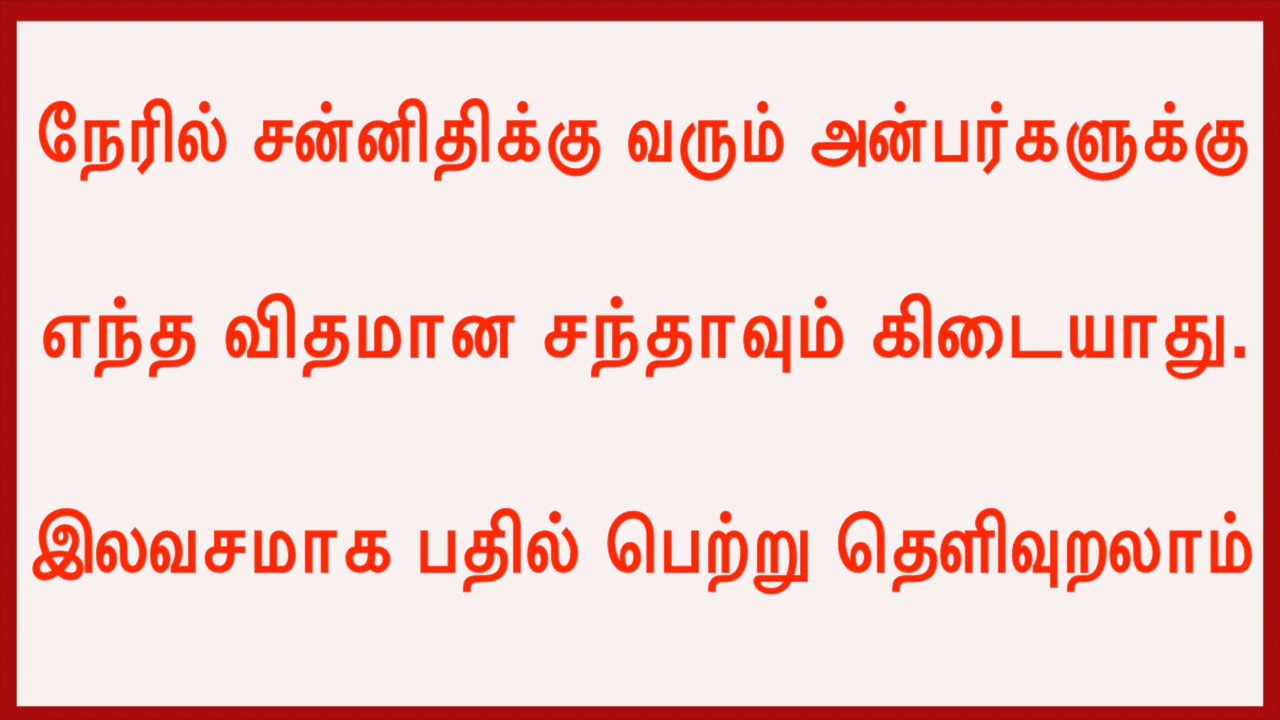 நேரில் சன்னிதிக்கு வரும் அன்பர்களுக்கு
எந்த விதமான சந்தாவும் கிடையாது.
இலவசமாக பதில் பெற்று தெளிவுறலாம்